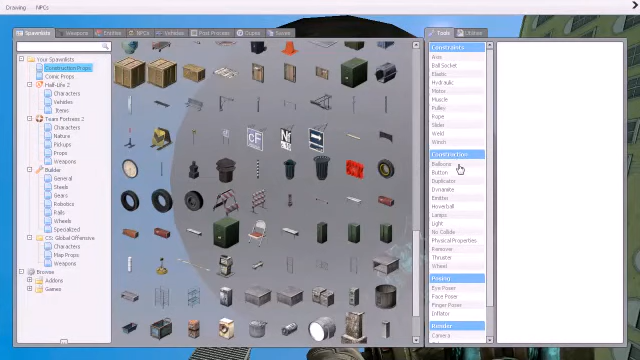 Drawing NPCs
Spawnlists Weapons Entities NPCs Vehicles Post Process Dupes Saves
Tools Utilities
Your Spawnlists
Construction Props
Comic Props
Half-Life 2
Characters
Vehicles
Items
Team Fortress 2
Characters
Nature
Pick-ups
Props
Weapons
Builder
General
Steels
Gears
Robotics
Rails
Wheels
Specialized
CS: Global Offensive
Characters
Map Props
Weapons
Browse
Addons
Games
CF
Constraints
Axis
Ball Socket
Elastic
Hydraulic
Motor
Muscle
Pulley
Rope
Slider
Weld
Winch
Construction
Balloons
Button
Duplicator
Dynamite
Emitter
Hoverball
Lamps
Light
No Collide
Physical Properties
Remover
Thruster
Wheel
Posing
Eye Poser
Face Poser
Finger Poser
Inflator
Render
Camera